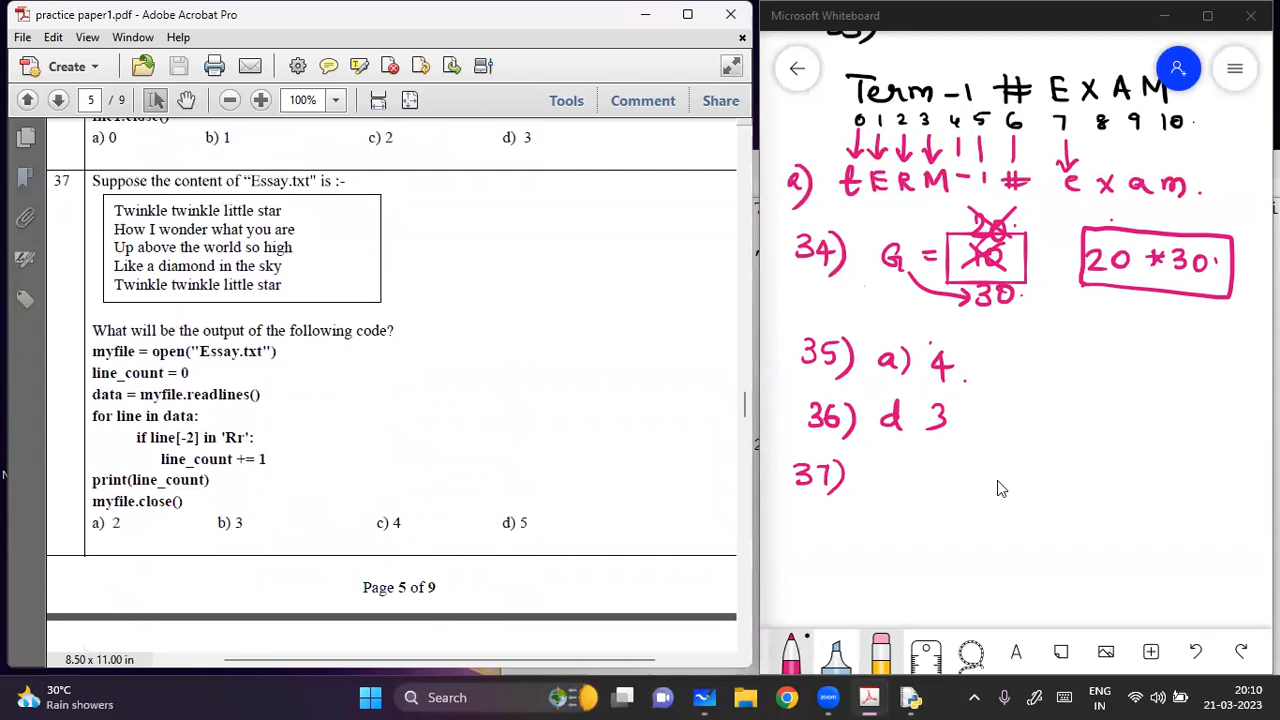 practice paper1.pdf - Adobe Acrobat Pro
File Edit View Window Help
Create
5 / 9 100% Tools Comment Share
a) 0 b) 1 c) 2 d) 3
37 Suppose the content of “Essay.txt” is :-
Twinkle twinkle little star
How I wonder what you are
Up above the world so high
Like a diamond in the sky
Twinkle twinkle little star
What will be the output of the following code?
myfile = open("Essay.txt")
line_count = 0
data = myfile.readlines()
for line in data:
if line[-2] in 'Rr':
line_count += 1
print(line_count)
myfile.close()
a) 2 b) 3 c) 4 d) 5
Page 5 of 9
8.50 x 11.00 in
Microsoft Whiteboard
Term -1 # E X A M
0 1 2 3 4 5 6 7 8 9 10
a) t E R M - 1 # e x a m.
34) G = 10 20 30 20 *30
35) a) 4
36) d 3
37)
30°C
Rain showers
Search
ENG
IN
20:10
21-03-2023